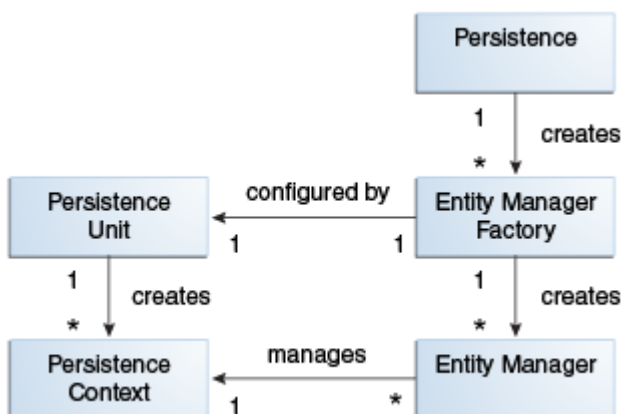 Persistence
1
creates
*
Persistence
Unit
configured by
1
1
Entity Manager
Factory
1
creates
*
1
creates
*
Persistence
Context
manages
1
*
Entity Manager